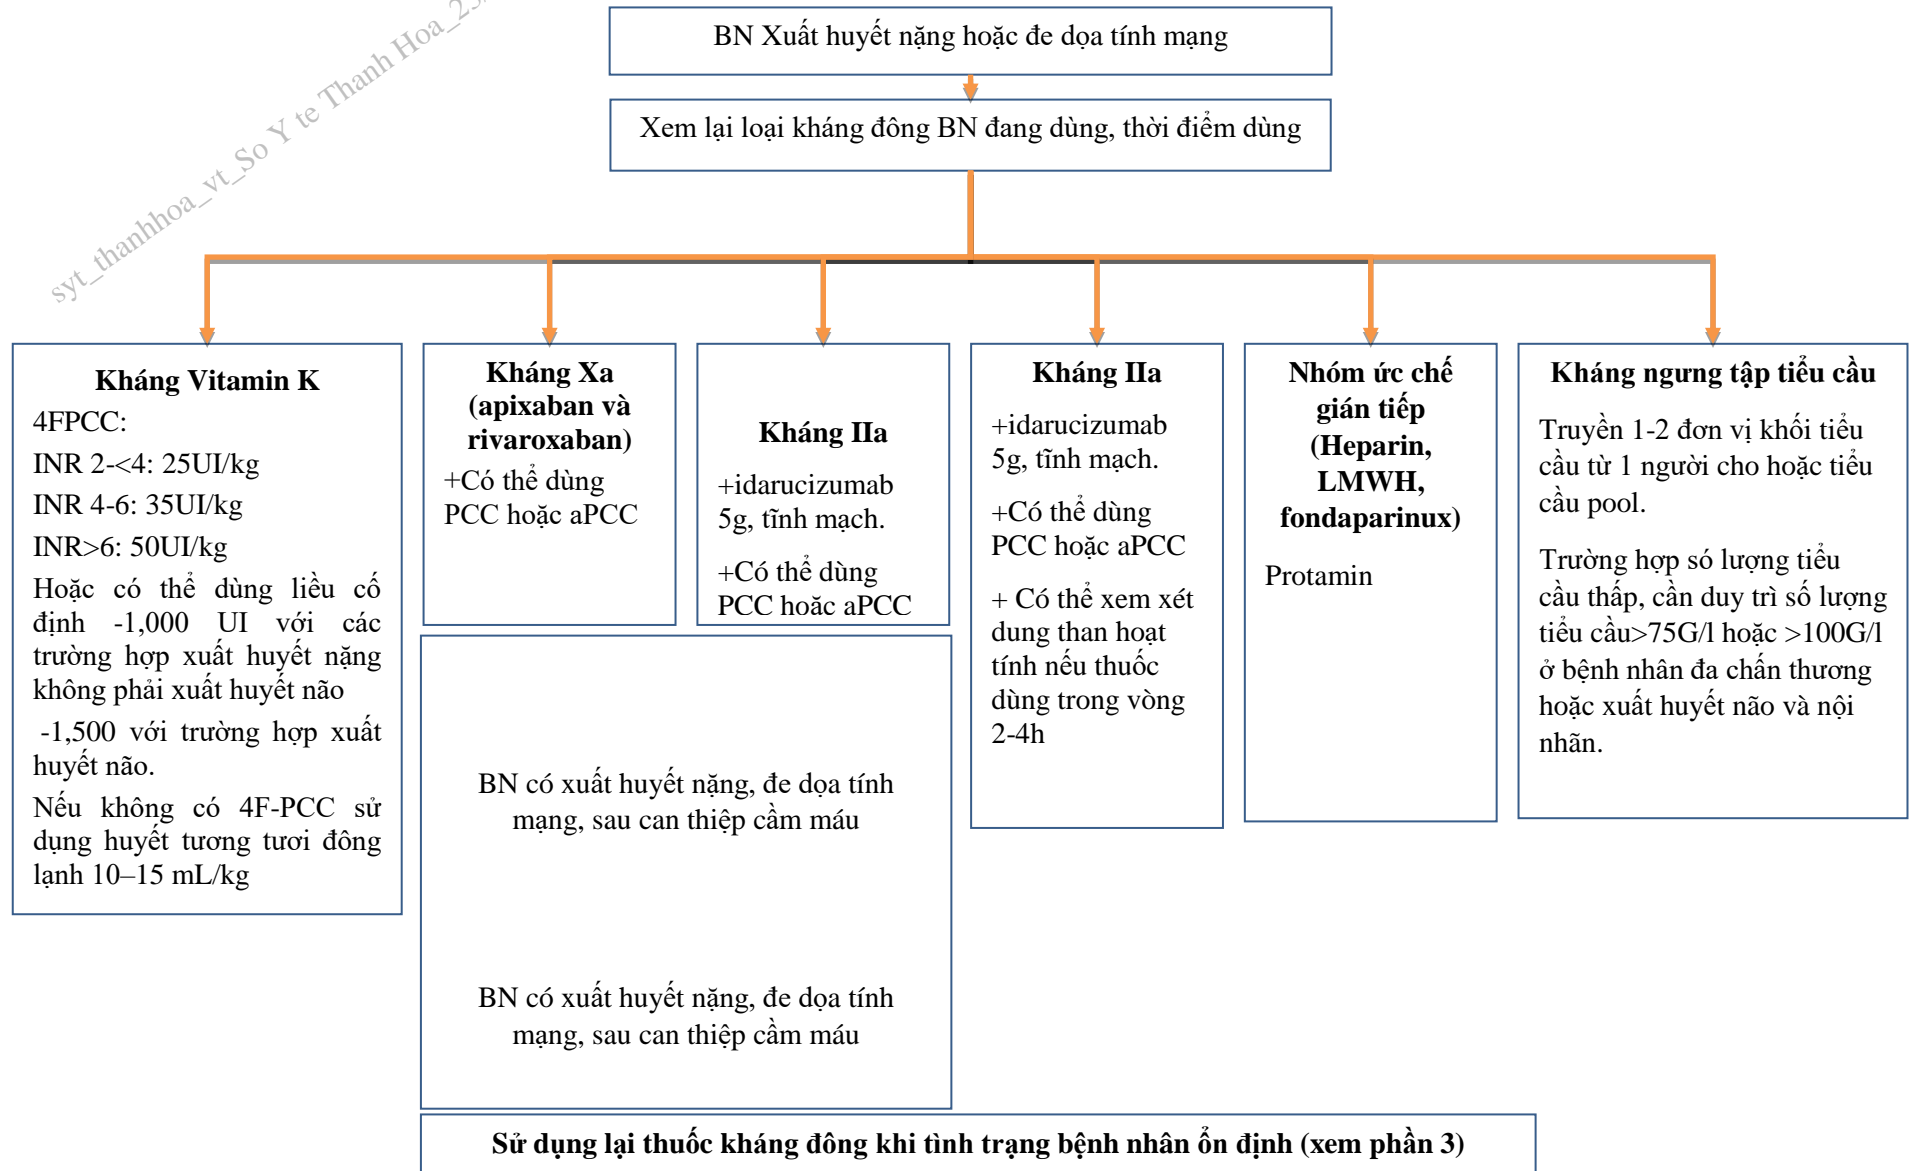 syt_thanhhoa_vt_So Y te Thanh Hoa_23/
BN Xuất huyết nặng hoặc đe dọa tính mạng
Xem lại loại kháng đông BN đang dùng, thời điểm dùng
Kháng Vitamin K
4FPCC:
INR 2-<4: 25UI/kg
INR 4-6: 35UI/kg
INR>6: 50UI/kg
Hoặc có thể dùng liều cố
định -1,000 UI với các
trường hợp xuất huyết nặng
không phải xuất huyết não
-1,500 với trường hợp xuất
huyết não.
Nếu không có 4F-PCC sử
dụng huyết tương tươi đông
lạnh 10–15 mL/kg
Kháng Xa
(apixaban và
rivaroxaban)
+Có thể dùng
PCC hoặc aPCC
Kháng IIa
+idarucizumab
5g, tĩnh mạch.
+Có thể dùng
PCC hoặc aPCC
Kháng IIa
+idarucizumab
5g, tĩnh mạch.
+Có thể dùng
PCC hoặc aPCC
+ Có thể xem xét
dung than hoạt
tính nếu thuốc
dùng trong vòng
2-4h
Nhóm ức chế
gián tiếp
(Heparin,
LMWH,
fondaparinux)
Protamin
Kháng ngưng tập tiểu cầu
Truyền 1-2 đơn vị khối tiểu
cầu từ 1 người cho hoặc tiểu
cầu pool.
Trường hợp só lượng tiểu
cầu thấp, cần duy trì số lượng
tiểu cầu>75G/l hoặc >100G/l
ở bệnh nhân đa chấn thương
hoặc xuất huyết não và nội
nhãn.
BN có xuất huyết nặng, đe dọa tính
mạng, sau can thiệp cầm máu
BN có xuất huyết nặng, đe dọa tính
mạng, sau can thiệp cầm máu
Sử dụng lại thuốc kháng đông khi tình trạng bệnh nhân ổn định (xem phần 3)